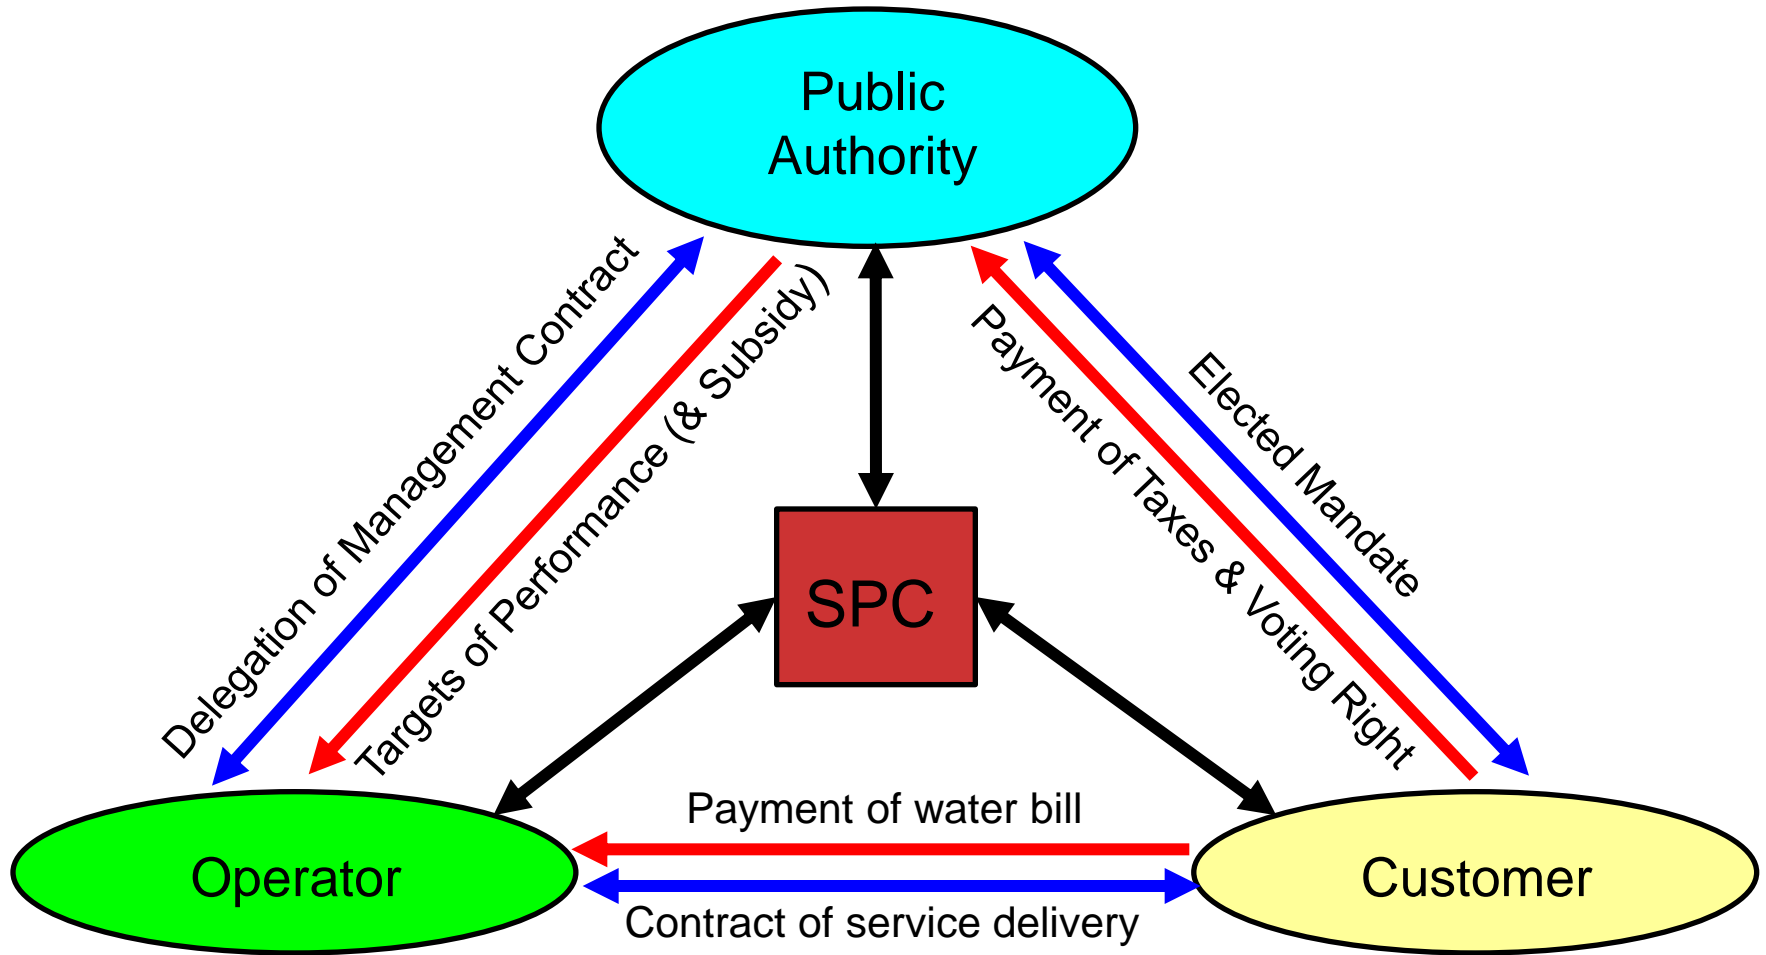 Public
Authority
Delegation of Management Contract
Targets of Performance (& Subsidy)
Payment of Taxes & Voting Right
Elected Mandate
SPC
Payment of water bill
Operator
Customer
Contract of service delivery